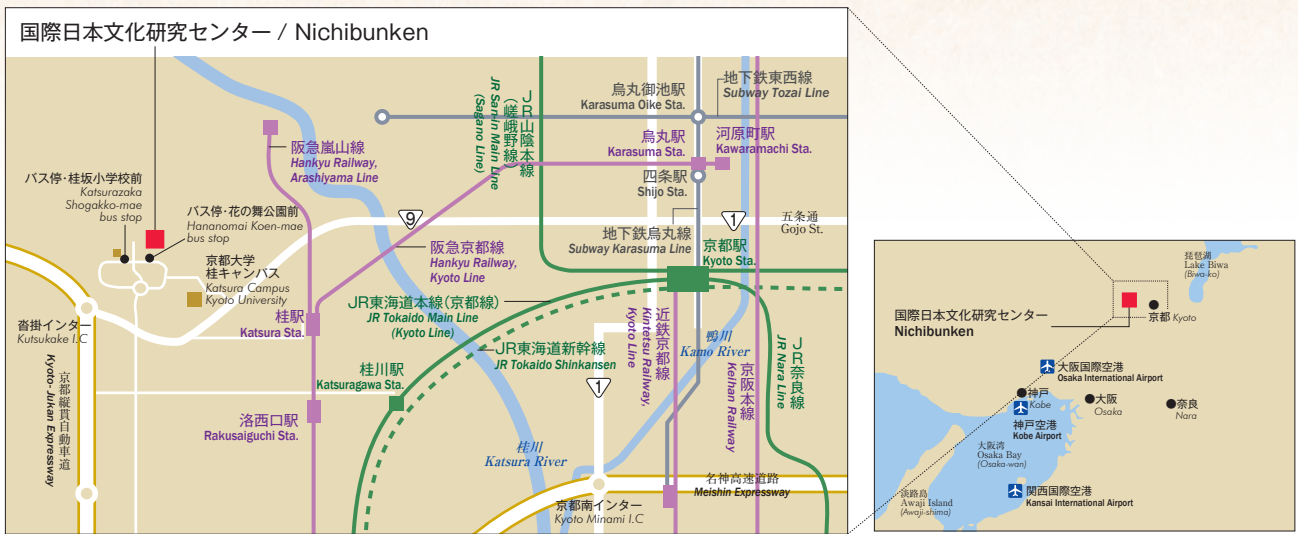 国際日本文化研究センター / Nichibunken
烏丸御池駅
Karasuma Oike Sta.
地下鉄東西線
Subway Tozai Line
JR山陰本線
(嵯峨野線)
JR San-in Main Line
(Sagano Line)
阪急嵐山線
Hankyu Railway,
Arashiyama Line
烏丸駅
Karasuma Sta.
河原町駅
Kawaramachi Sta.
四条駅
Shijo Sta.
バス停・桂坂小学校前
Katsurazaka
Shogakko-mae
bus stop
バス停・花の舞公園前
Hananomai Koen-mae
bus stop
9
1
五条通
Gojo St.
地下鉄烏丸線
Subway Karasuma Line
阪急京都線
Hankyu Railway,
Kyoto Line
京都駅
Kyoto Sta.
京都大学
桂キャンパス
Katsura Campus
Kyoto University
JR東海道本線(京都線)
JR Tokaido Main Line
(Kyoto Line)
桂駅
Katsura Sta.
沓掛インター
Kutsukake I.C
JR東海道新幹線
JR Tokaido Shinkansen
近鉄京都線
Kintetsu Railway,
Kyoto Line
鴨川
Kamo River
京阪本線
Keihan Railway
JR奈良線
JR Nara Line
桂川駅
Katsuragawa Sta.
1
京都縦貫自動車道
Kyoto-Jukan Expressway
洛西口駅
Rakusaiguchi Sta.
桂川
Katsura River
名神高速道路
Meishin Expressway
京都南インター
Kyoto Minami I.C
琵琶湖
Lake Biwa
(Biwa-ko)
国際日本文化研究センター
Nichibunken
京都 Kyoto
大阪国際空港
Osaka International Airport
神戸
Kobe
大阪
Osaka
奈良
Nara
神戸空港
Kobe Airport
大阪湾
Osaka Bay
(Osaka-wan)
関西国際空港
Kansai International Airport
淡路島
Awaji Island
(Awaji-shima)